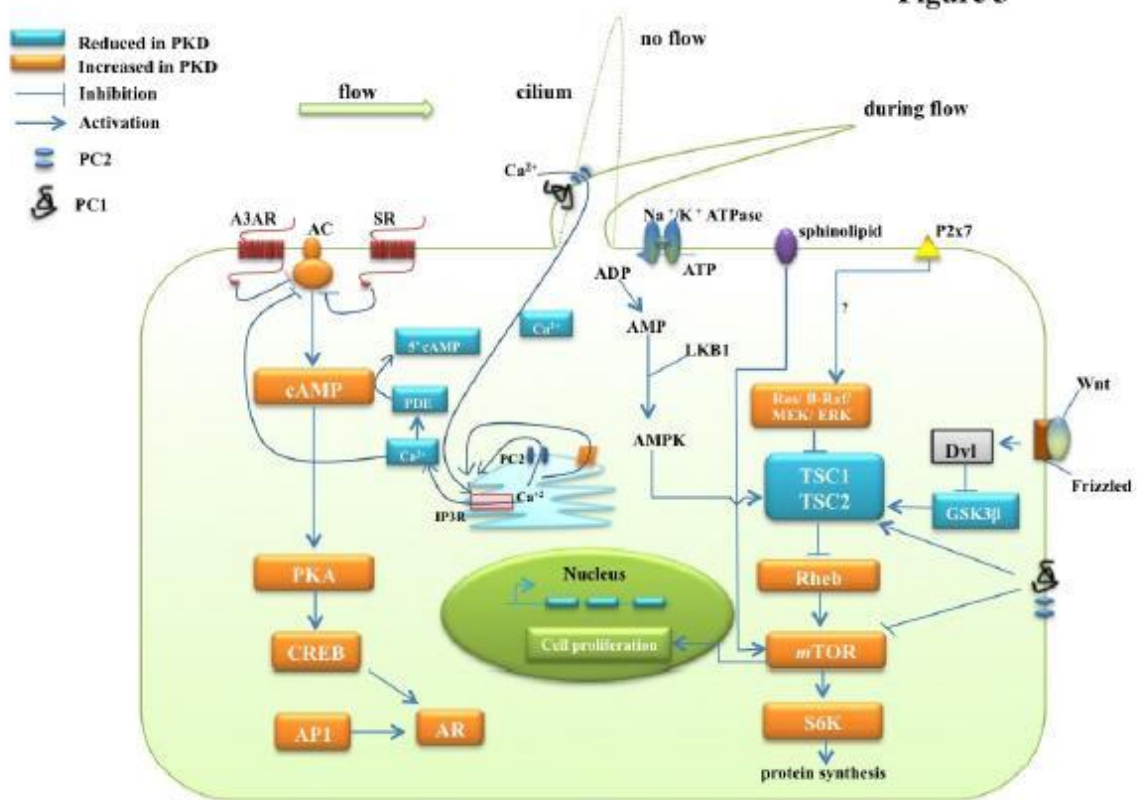 Figure 3
Reduced in PKD
Increased in PKD
Inhibition
Activation
PC2
PC1
flow
cilium
no flow
during flow
Ca2+
A3AR
AC
SR
Na+/K+ ATPase
sphinolipid
P2x7
ADP
ATP
Ca2+
5' cAMP
AMP
LKB1
?
cAMP
PDE
Ras/ B-Raf/
MEK/ ERK
Wnt
Ca2+
PC2
AMPK
Dvl
TSC1
TSC2
Frizzled
Ca+2
IP3R
GSK3β
PKA
Nucleus
Rheb
CREB
Cell proliferation
mTOR
AP1
AR
S6K
protein synthesis